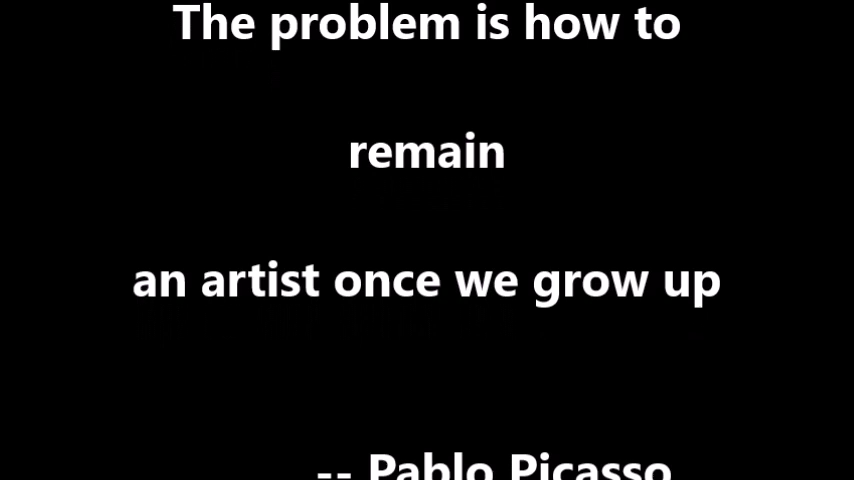 The problem is how to
remain
an artist once we grow up
-- Pablo Picasso